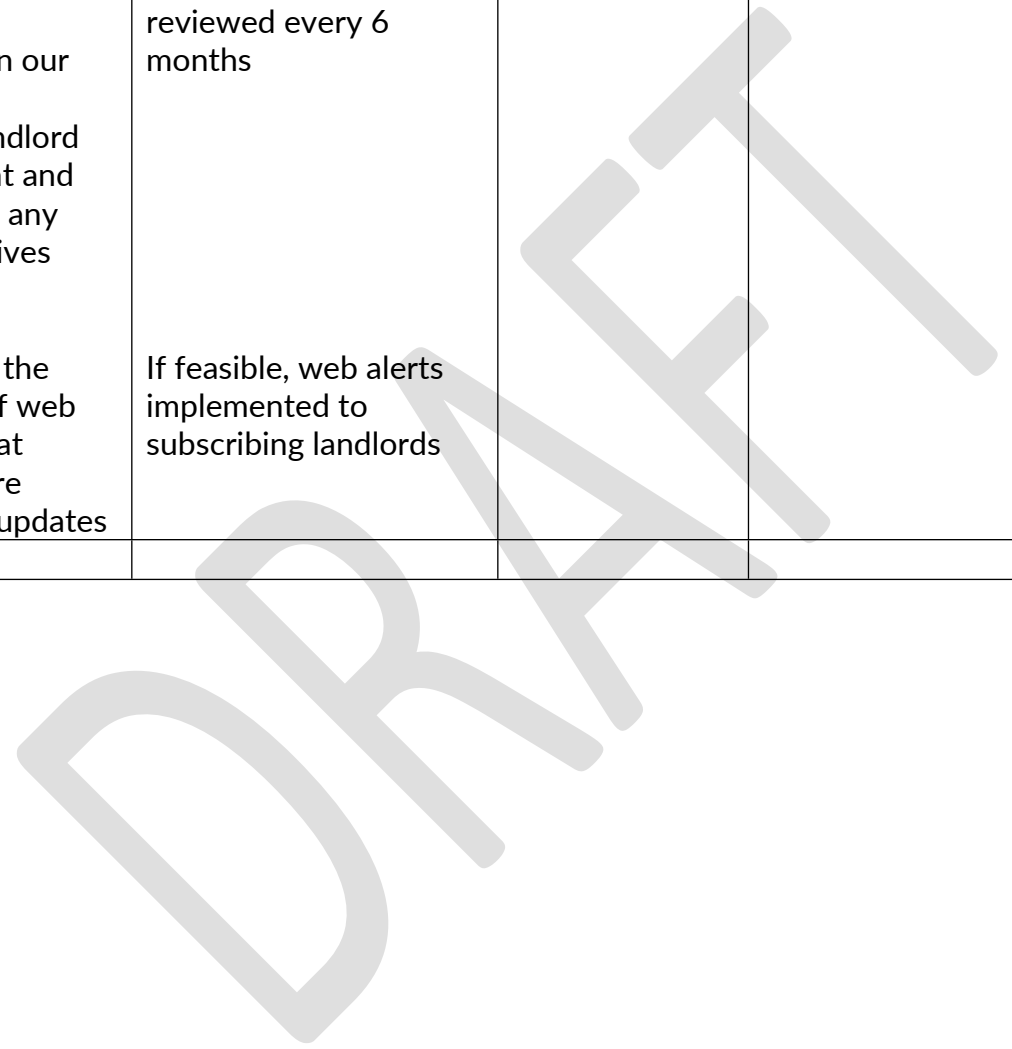 reviewed every 6
months
n our
ndlord
t and
any
ives
the
f web
at
re
updates
If feasible, web alerts
implemented to
subscribing landlords
DRAFT